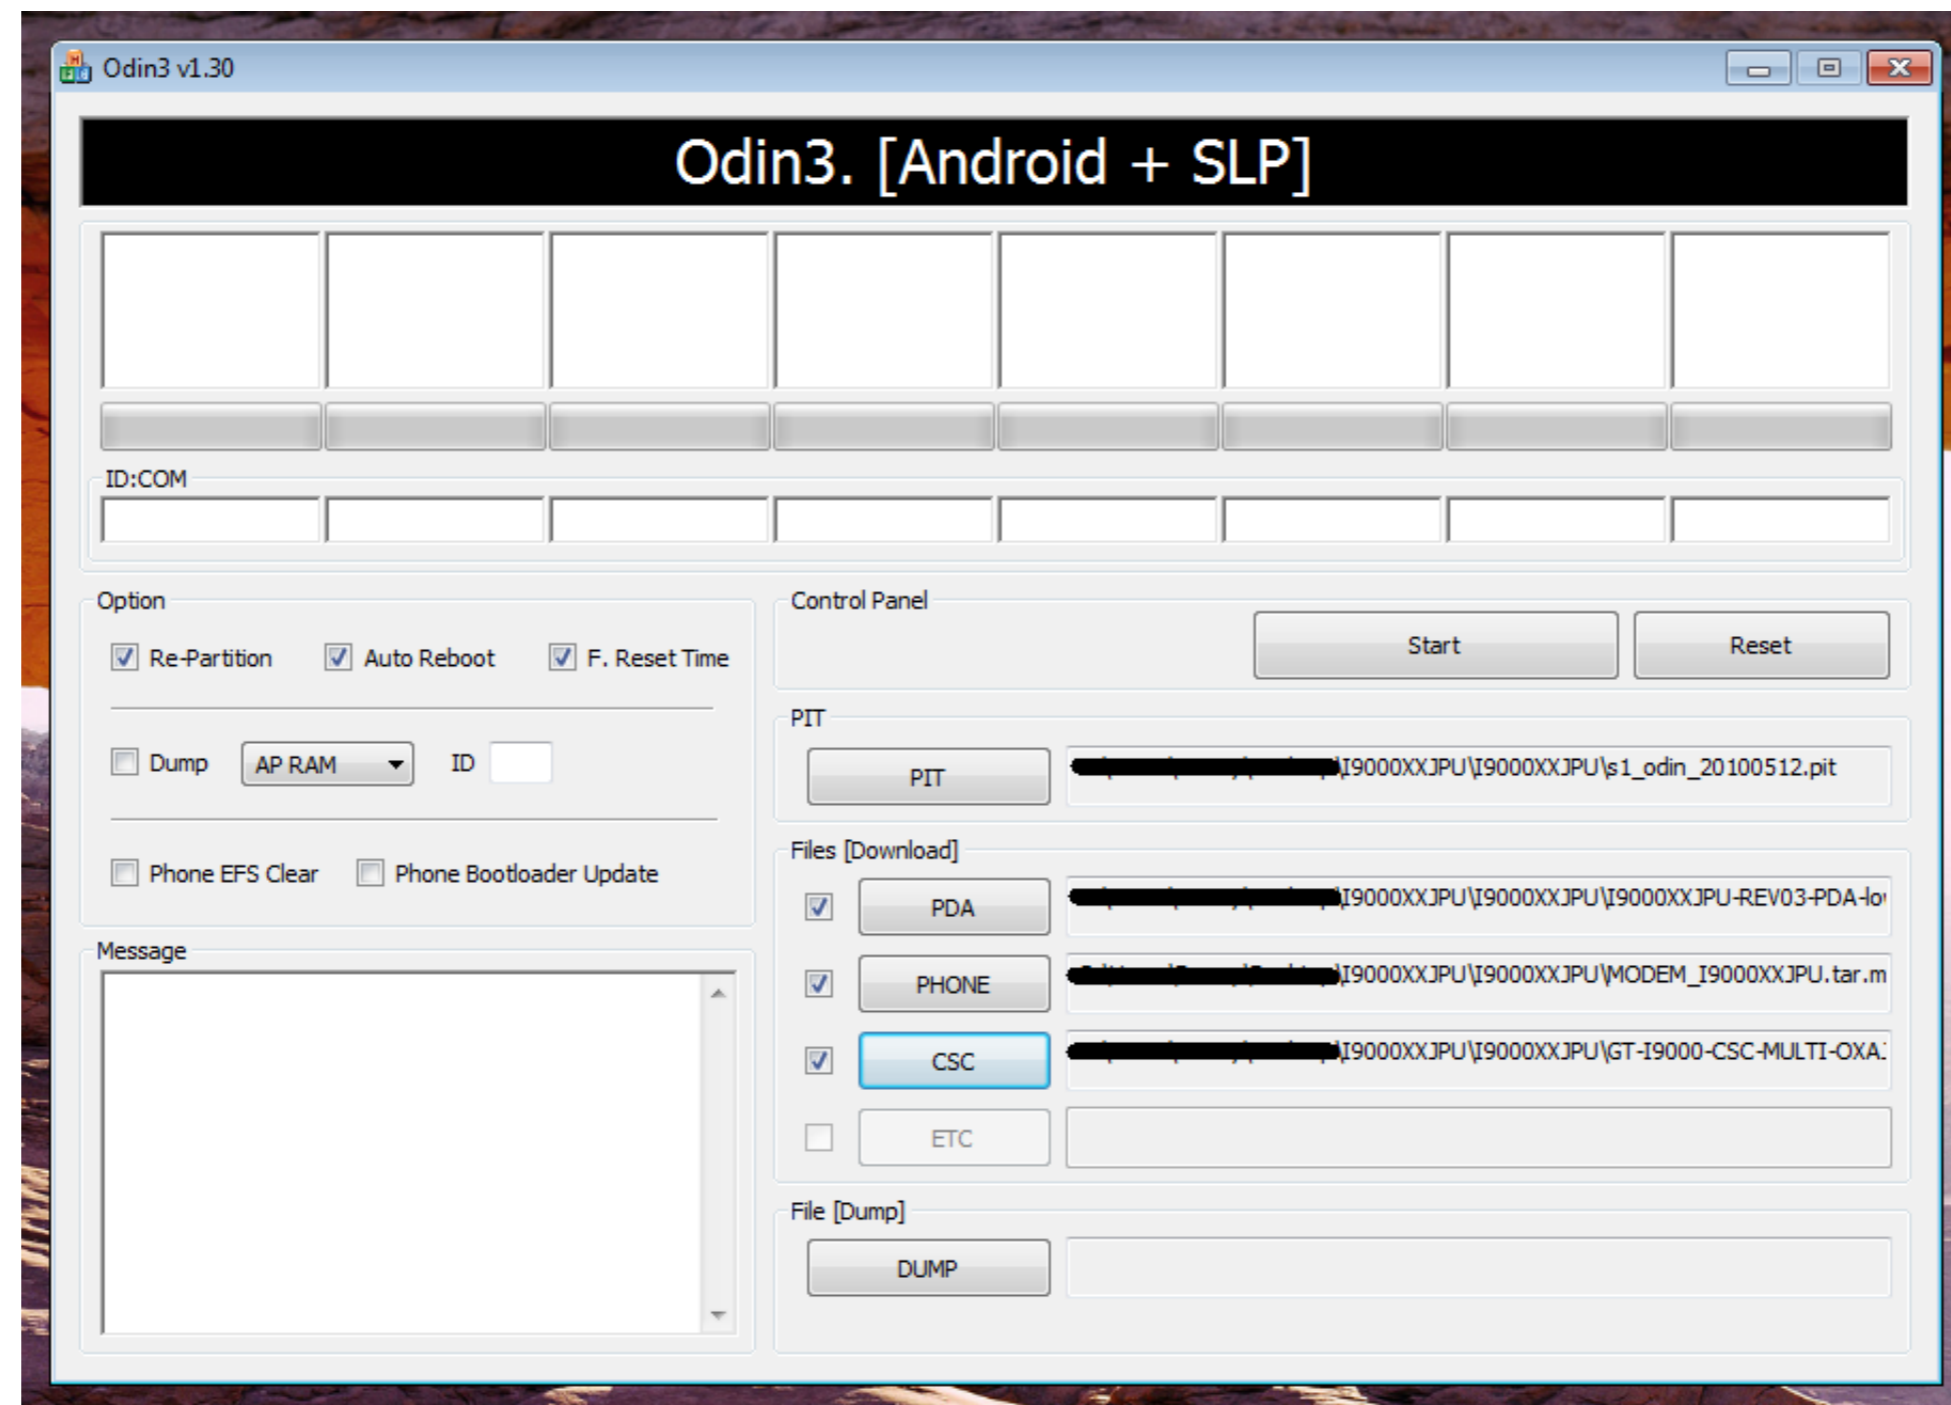 Odin3 v1.30
Odin3. [Android + SLP]
ID:COM
Option
Re-Partition Auto Reboot F. Reset Time
Dump AP RAM ID
Phone EFS Clear Phone Bootloader Update
Message
Control Panel
Start Reset
PIT
PIT \I9000XXJPU\I9000XXJPU\s1_odin_20100512.pit
Files [Download]
PDA I9000XXJPU\I9000XXJPU\I9000XXJPU-REV03-PDA-lo
PHONE \I9000XXJPU\I9000XXJPU\MODEM_I9000XXJPU.tar.m
CSC \I9000XXJPU\I9000XXJPU\GT-I9000-CSC-MULTI-OXA
ETC
File [Dump]
DUMP